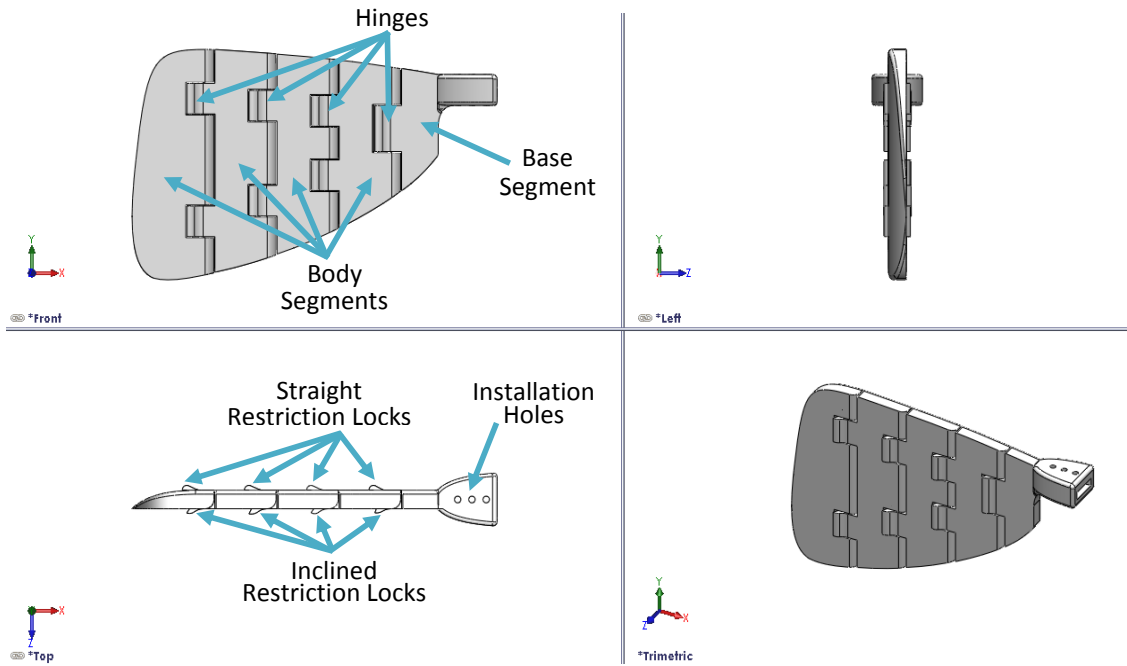 Hinges
Base
Segment
Body
Segments
Y
X
*Front
Y
X
Z
*Left
Straight
Restriction Locks
Installation
Holes
Inclined
Restriction Locks
X
Z
*Top
Y
X
Z
*Trimetric